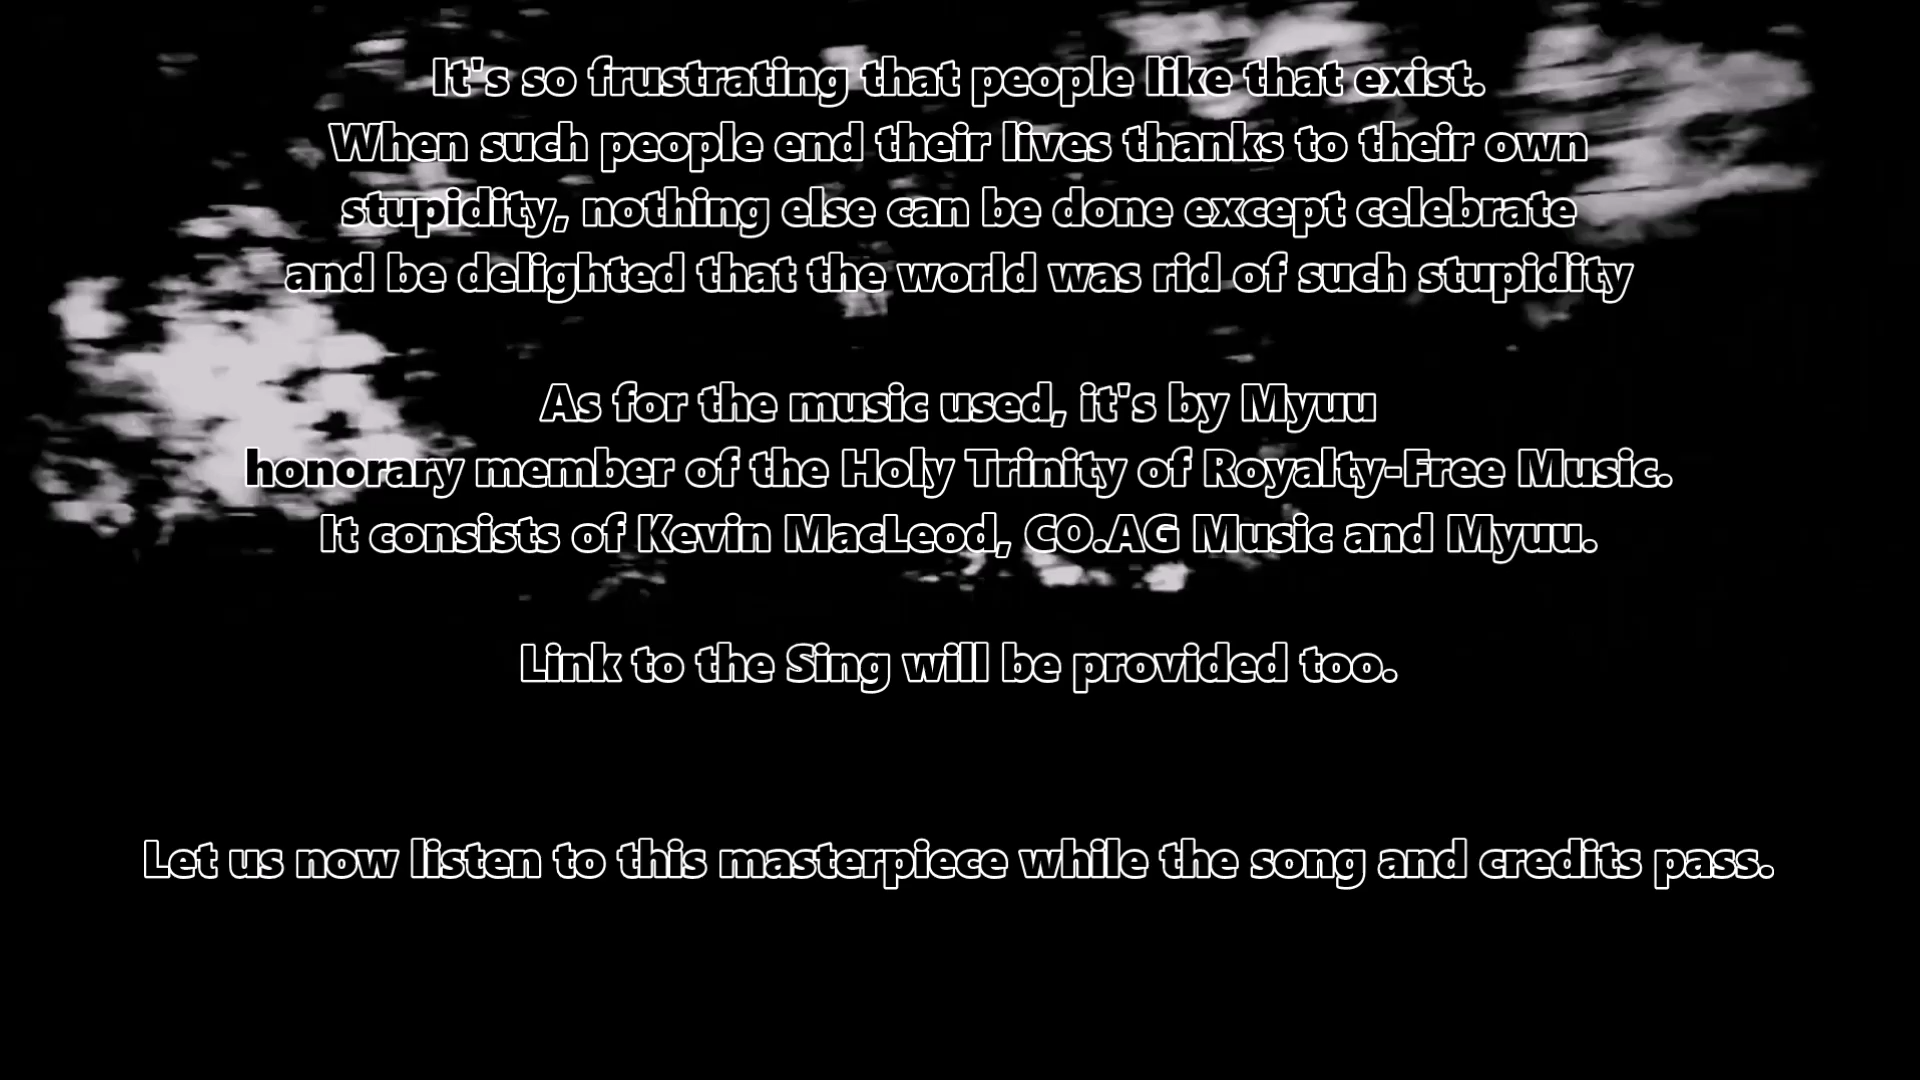 It's so frustrating that people like that exist.
When such people end their lives thanks to their own
stupidity, nothing else can be done except celebrate
and be delighted that the world was rid of such stupidity
As for the music used, it's by Myuu
honorary member of the Holy Trinity of Royalty-Free Music.
It consists of Kevin MacLeod, CO.AG Music and Myuu.
Link to the Sing will be provided too.
Let us now listen to this masterpiece while the song and credits pass.